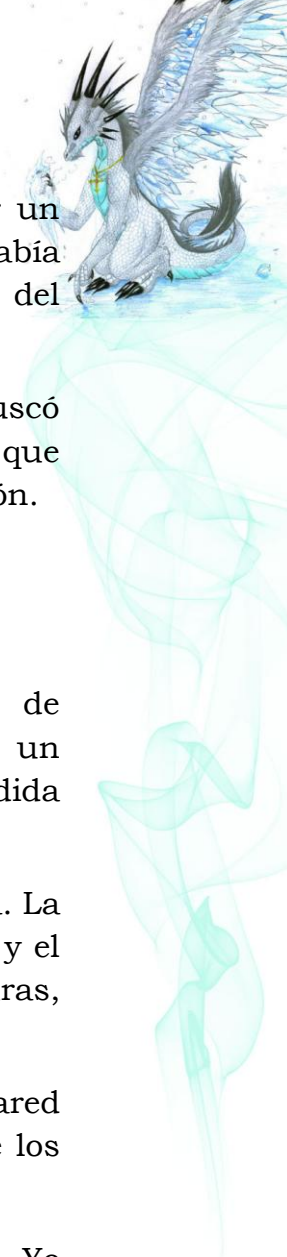 un
abía
del
uscó
que
ón.
de
un
dida
. La
y el
ras,
ared
los
Yo